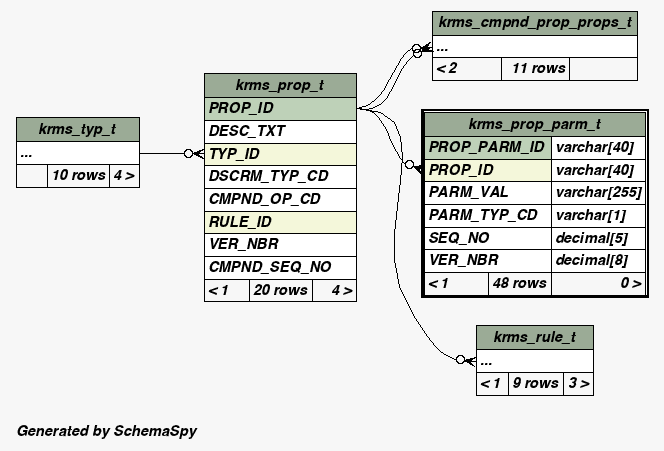 krms_cmpnd_prop_props_t
...
< 2 11 rows
krms_prop_t
PROP_ID
DESC_TXT
TYP_ID
DSCRM_TYP_CD
CMPND_OP_CD
RULE_ID
VER_NBR
CMPND_SEQ_NO
< 1 20 rows 4 >
krms_typ_t
...
10 rows 4 >
krms_prop_parm_t
PROP_PARM_ID varchar[40]
PROP_ID varchar[40]
PARM_VAL varchar[255]
PARM_TYP_CD varchar[1]
SEQ_NO decimal[5]
VER_NBR decimal[8]
< 1 48 rows 0 >
krms_rule_t
...
< 1 9 rows 3 >
Generated by SchemaSpy